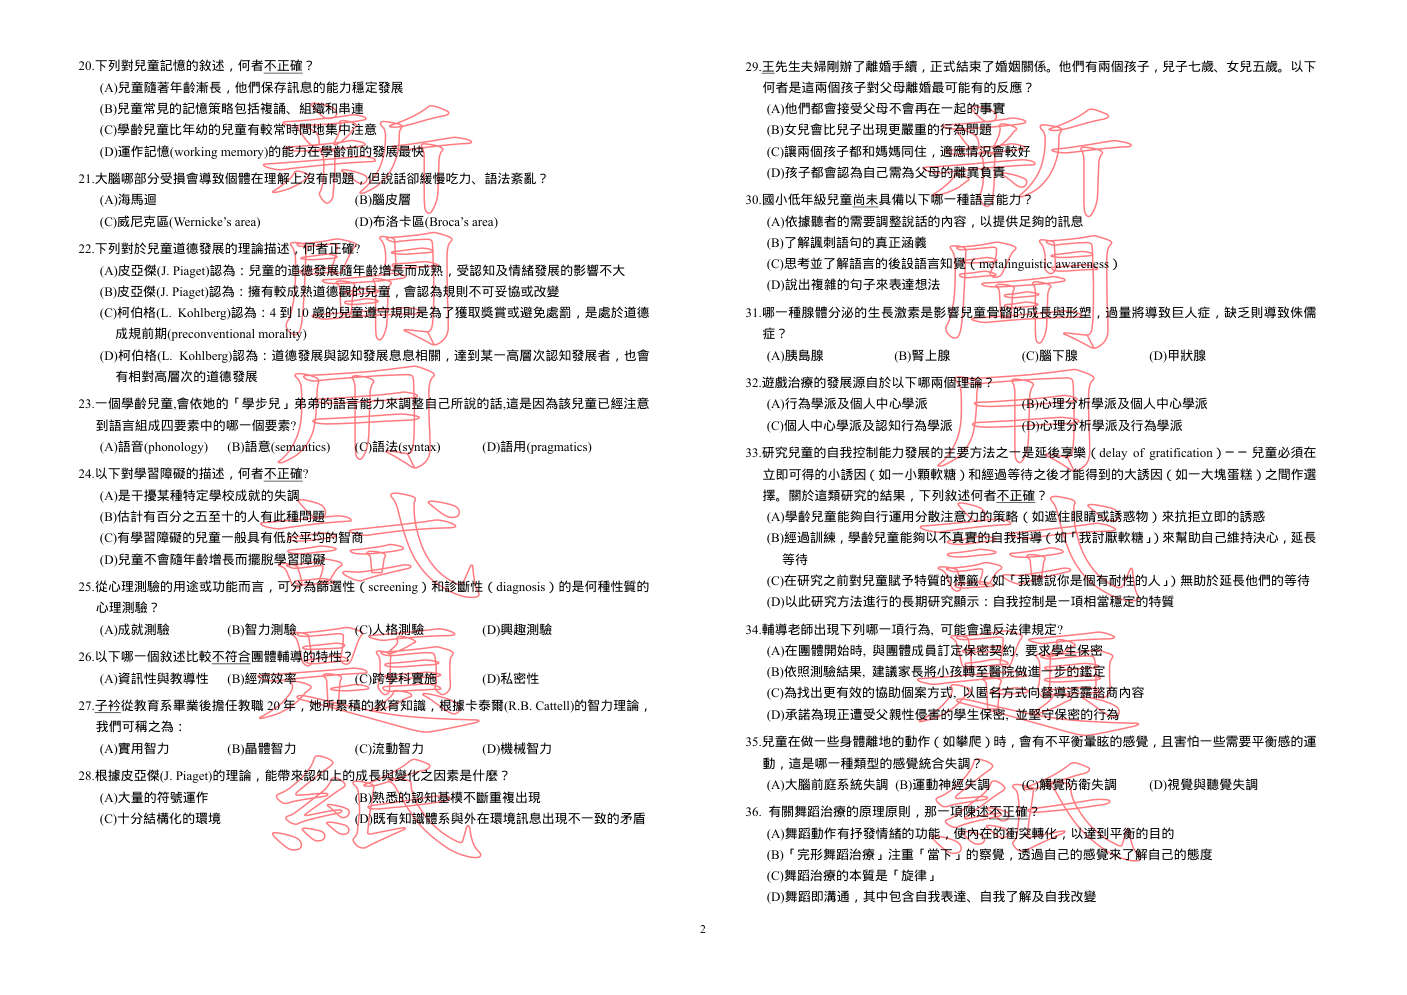 20.下列對兒童記憶的敘述，何者不正確？
(A)兒童隨著年齡漸長，他們保存訊息的能力穩定發展
(B)兒童常見的記憶策略包括複誦、組織和串連
(C)學齡兒童比年幼的兒童有較常時間地集中注意
(D)運作記憶(working memory)的能力在學齡前的發展最快
21.大腦哪部分受損會導致個體在理解上沒有問題，但說話卻緩慢吃力、語法紊亂？
(A)海馬迴 (B)腦皮層
(C)威尼克區(Wernicke’s area) (D)布洛卡區(Broca’s area)
22.下列對於兒童道德發展的理論描述，何者正確?
(A)皮亞傑(J. Piaget)認為：兒童的道德發展隨年齡增長而成熟，受認知及情緒發展的影響不大
(B)皮亞傑(J. Piaget)認為：擁有較成熟道德觀的兒童，會認為規則不可妥協或改變
(C)柯伯格(L. Kohlberg)認為：4 到 10 歲的兒童遵守規則是為了獲取獎賞或避免處罰，是處於道德
成規前期(preconventional morality)
(D)柯伯格(L. Kohlberg)認為：道德發展與認知發展息息相關，達到某一高層次認知發展者，也會
有相對高層次的道德發展
23.一個學齡兒童,會依她的「學步兒」弟弟的語言能力來調整自己所說的話,這是因為該兒童已經注意
到語言組成四要素中的哪一個要素?
(A)語音(phonology) (B)語意(semantics) (C)語法(syntax) (D)語用(pragmatics)
24.以下對學習障礙的描述，何者不正確?
(A)是干擾某種特定學校成就的失調
(B)估計有百分之五至十的人有此種問題
(C)有學習障礙的兒童一般具有低於平均的智商
(D)兒童不會隨年齡增長而擺脫學習障礙
25.從心理測驗的用途或功能而言，可分為篩選性（screening）和診斷性（diagnosis）的是何種性質的
心理測驗？
(A)成就測驗 (B)智力測驗 (C)人格測驗 (D)興趣測驗
26.以下哪一個敘述比較不符合團體輔導的特性？
(A)資訊性與教導性 (B)經濟效率 (C)跨學科實施 (D)私密性
27.子衿從教育系畢業後擔任教職 20 年，她所累積的教育知識，根據卡泰爾(R.B. Cattell)的智力理論，
我們可稱之為：
(A)實用智力 (B)晶體智力 (C)流動智力 (D)機械智力
28.根據皮亞傑(J. Piaget)的理論，能帶來認知上的成長與變化之因素是什麼？
(A)大量的符號運作 (B)熟悉的認知基模不斷重複出現
(C)十分結構化的環境 (D)既有知識體系與外在環境訊息出現不一致的矛盾
29.王先生夫婦剛辦了離婚手續，正式結束了婚姻關係。他們有兩個孩子，兒子七歲、女兒五歲。以下
何者是這兩個孩子對父母離婚最可能有的反應？
(A)他們都會接受父母不會再在一起的事實
(B)女兒會比兒子出現更嚴重的行為問題
(C)讓兩個孩子都和媽媽同住，適應情況會較好
(D)孩子都會認為自己需為父母的離異負責
30.國小低年級兒童尚未具備以下哪一種語言能力？
(A)依據聽者的需要調整說話的內容，以提供足夠的訊息
(B)了解諷刺語句的真正涵義
(C)思考並了解語言的後設語言知覺（metalinguistic awareness）
(D)說出複雜的句子來表達想法
31.哪一種腺體分泌的生長激素是影響兒童骨骼的成長與形塑，過量將導致巨人症，缺乏則導致侏儒
症？
(A)胰島腺 (B)腎上腺 (C)腦下腺 (D)甲狀腺
32.遊戲治療的發展源自於以下哪兩個理論？
(A)行為學派及個人中心學派 (B)心理分析學派及個人中心學派
(C)個人中心學派及認知行為學派 (D)心理分析學派及行為學派
33.研究兒童的自我控制能力發展的主要方法之一是延後享樂（delay of gratification）－－兒童必須在
立即可得的小誘因（如一小顆軟糖）和經過等待之後才能得到的大誘因（如一大塊蛋糕）之間作選
擇。關於這類研究的結果，下列敘述何者不正確？
(A)學齡兒童能夠自行運用分散注意力的策略（如遮住眼睛或誘惑物）來抗拒立即的誘惑
(B)經過訓練，學齡兒童能夠以不真實的自我指導（如「我討厭軟糖」）來幫助自己維持決心，延長
等待
(C)在研究之前對兒童賦予特質的標籤（如「我聽說你是個有耐性的人」）無助於延長他們的等待
(D)以此研究方法進行的長期研究顯示：自我控制是一項相當穩定的特質
34.輔導老師出現下列哪一項行為, 可能會違反法律規定?
(A)在團體開始時, 與團體成員訂定保密契約, 要求學生保密
(B)依照測驗結果, 建議家長將小孩轉至醫院做進一步的鑑定
(C)為找出更有效的協助個案方式, 以匿名方式向督導透露諮商內容
(D)承諾為現正遭受父親性侵害的學生保密, 並堅守保密的行為
35.兒童在做一些身體離地的動作（如攀爬）時，會有不平衡暈眩的感覺，且害怕一些需要平衡感的運
動，這是哪一種類型的感覺統合失調？
(A)大腦前庭系統失調 (B)運動神經失調 (C)觸覺防衛失調 (D)視覺與聽覺失調
36. 有關舞蹈治療的原理原則，那一項陳述不正確？
(A)舞蹈動作有抒發情緒的功能，使內在的衝突轉化，以達到平衡的目的
(B)「完形舞蹈治療」注重「當下」的察覺，透過自己的感覺來了解自己的態度
(C)舞蹈治療的本質是「旋律」
(D)舞蹈即溝通，其中包含自我表達、自我了解及自我改變
2
新聞用試題紙
新聞用試題紙